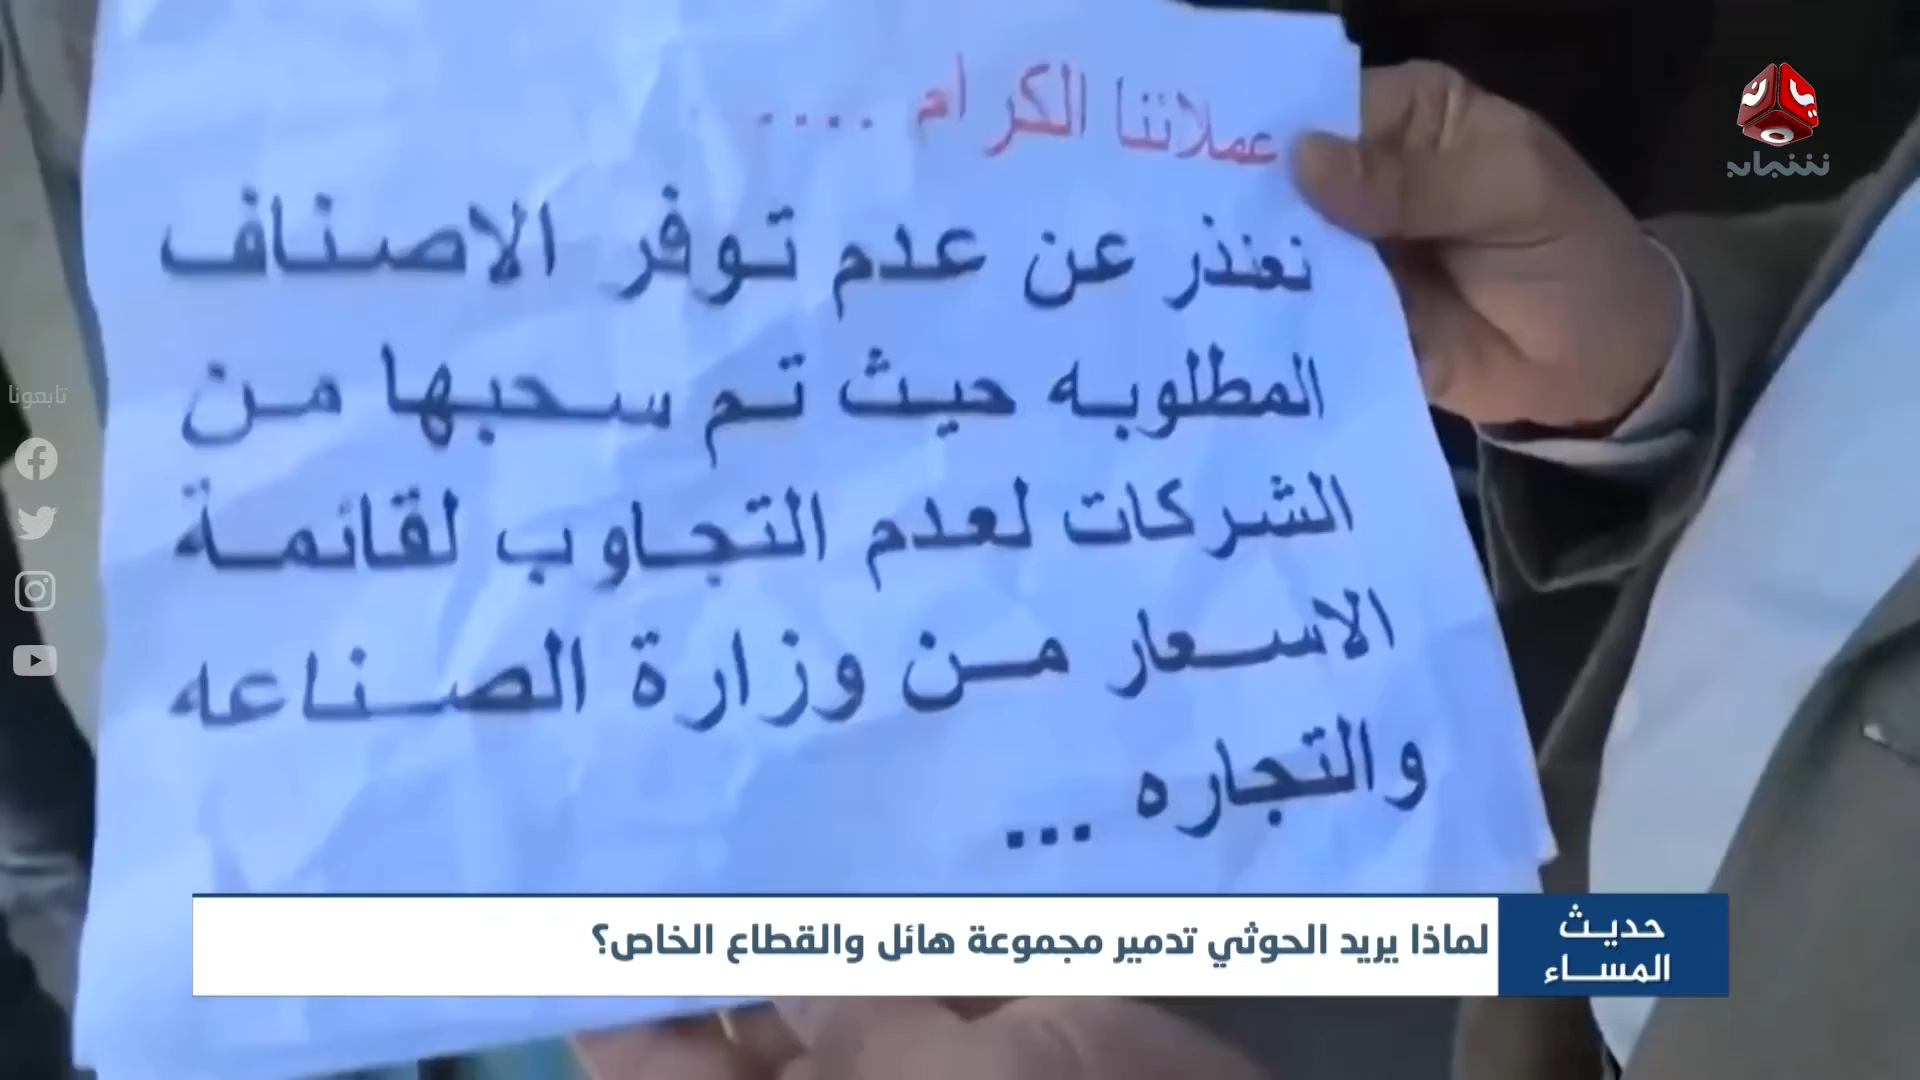 عملائنا الكرام ....
نعتذر عن عدم توفر الاصناف
المطلوبه حيث تم سحبها من
الشركات لعدم التجاوب لقائمة
الاسعار من وزارة الصناعه
والتجاره ...
يمن
شباب
تابعونا
حديث
المساء
لماذا يريد الحوثي تدمير مجموعة هائل والقطاع الخاص؟